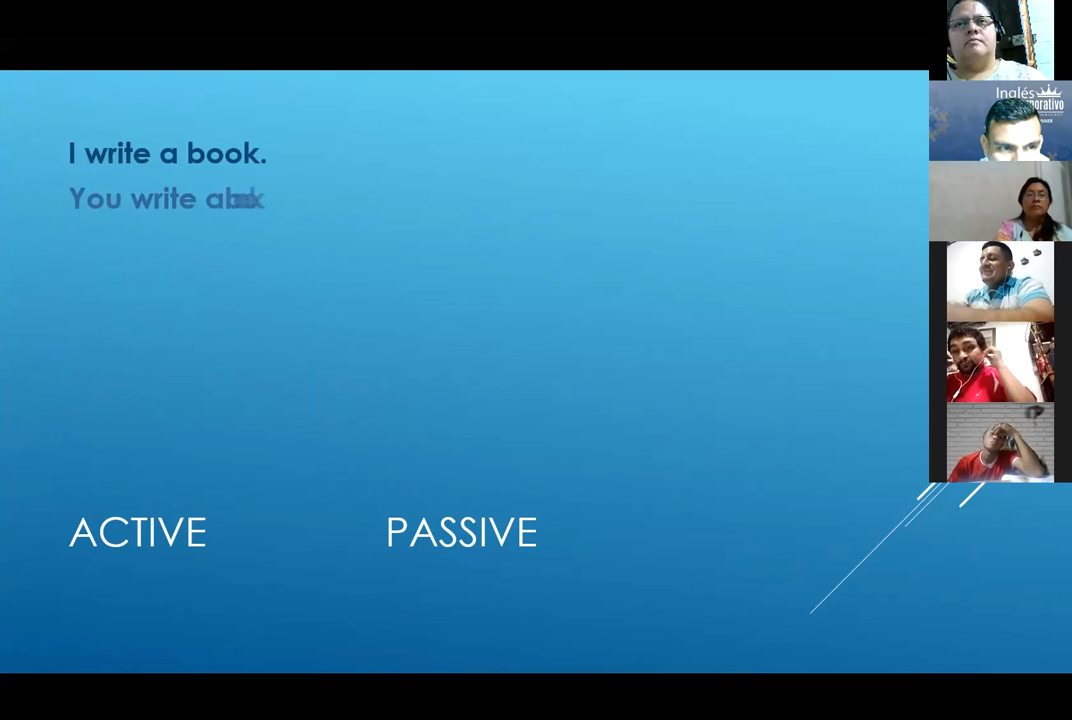 I write a book.
You write a
ACTIVE
PASSIVE
Inglés